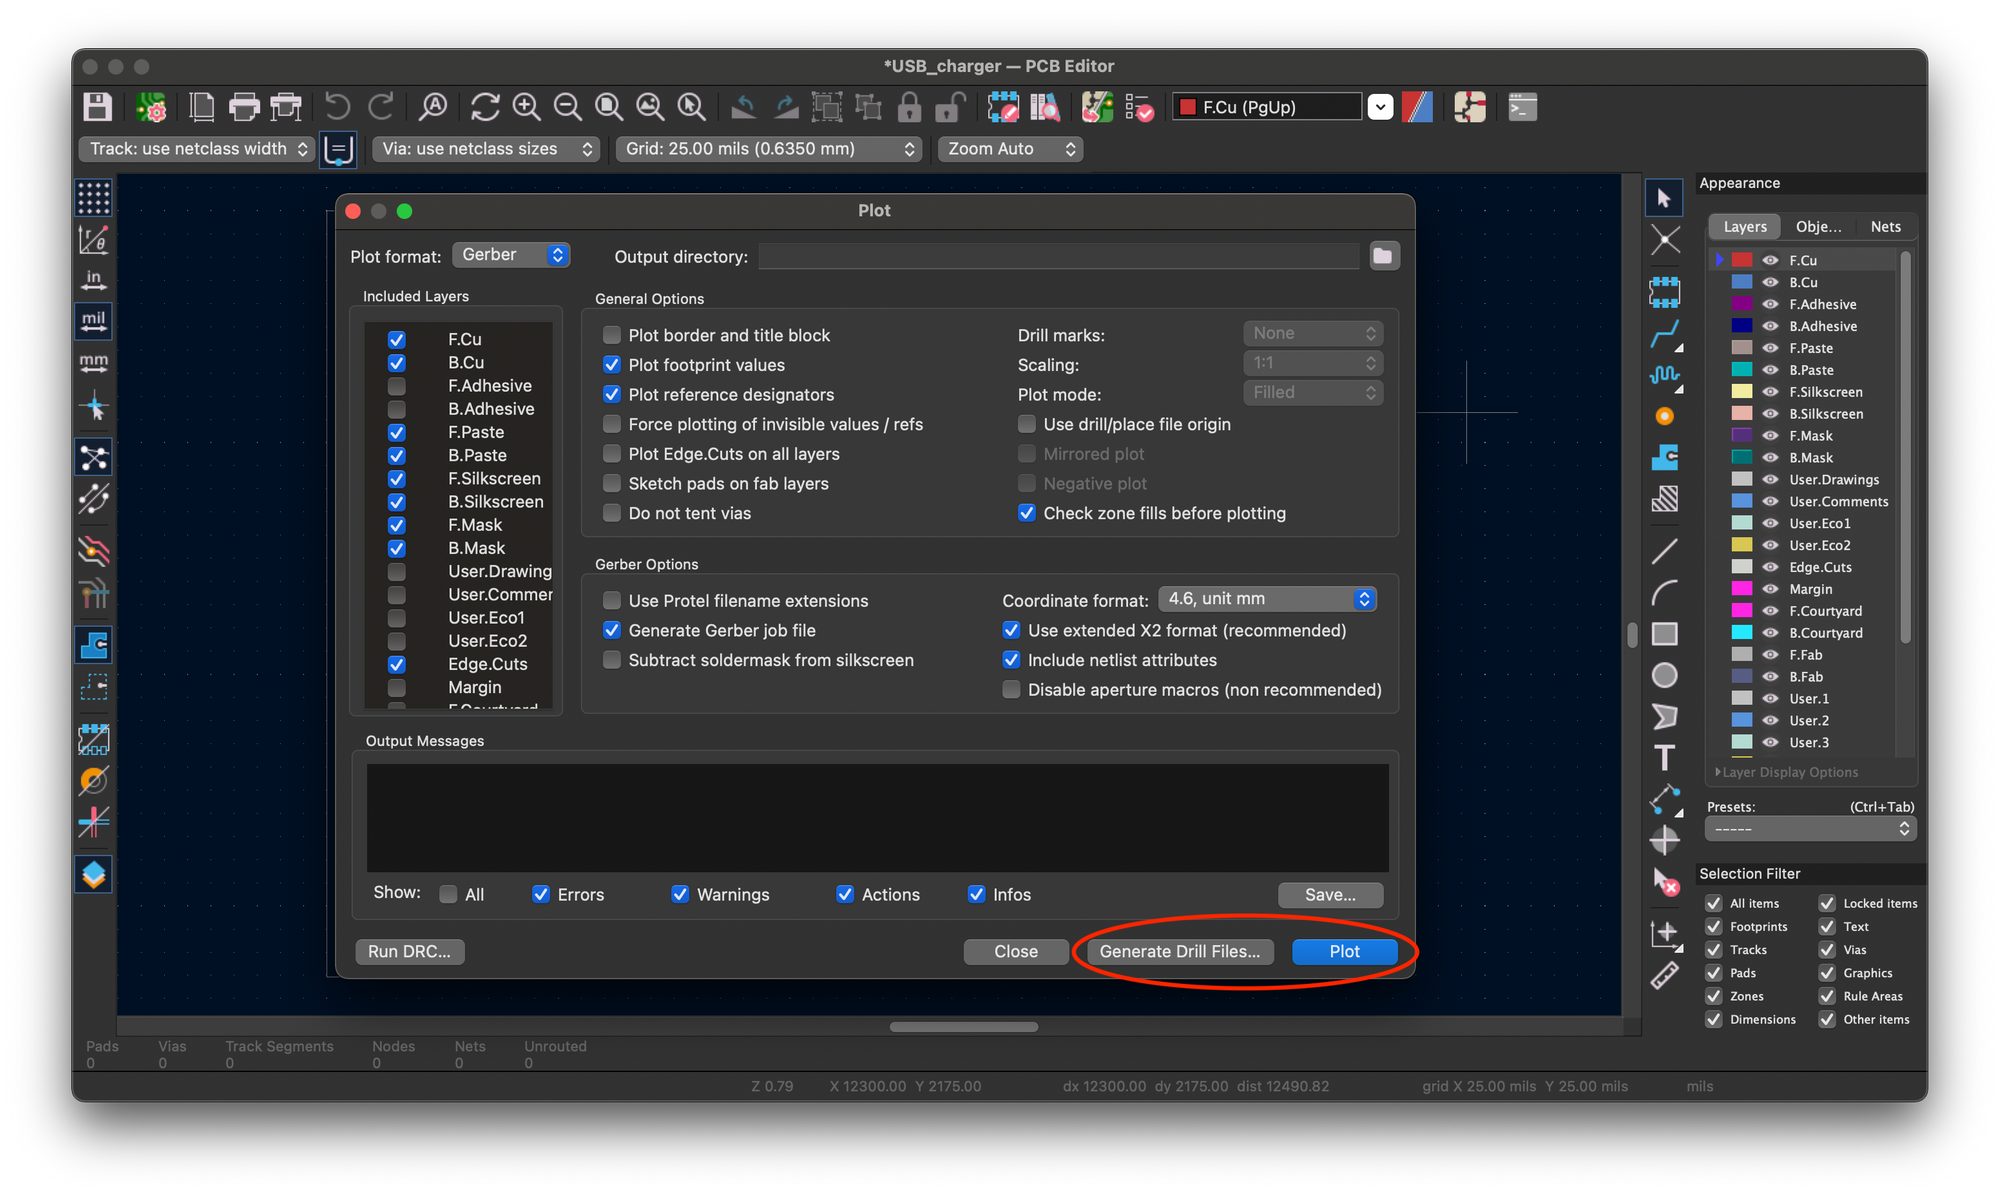 *USB_charger — PCB Editor
F.Cu (PgUp)
Track: use netclass width
Via: use netclass sizes
Grid: 25.00 mils (0.6350 mm)
Zoom Auto
in
mil
mm
Plot
Plot format:
Gerber
Output directory:
Included Layers
F.Cu
B.Cu
F.Adhesive
B.Adhesive
F.Paste
B.Paste
F.Silkscreen
B.Silkscreen
F.Mask
B.Mask
User.Drawing
User.Commer
User.Eco1
User.Eco2
Edge.Cuts
Margin
F.Courtyard
General Options
Plot border and title block
Plot footprint values
Plot reference designators
Force plotting of invisible values / refs
Plot Edge.Cuts on all layers
Sketch pads on fab layers
Do not tent vias
Drill marks:
None
Scaling:
1:1
Plot mode:
Filled
Use drill/place file origin
Mirrored plot
Negative plot
Check zone fills before plotting
Gerber Options
Use Protel filename extensions
Generate Gerber job file
Subtract soldermask from silkscreen
Coordinate format:
4.6, unit mm
Use extended X2 format (recommended)
Include netlist attributes
Disable aperture macros (non recommended)
Output Messages
Show:
All
Errors
Warnings
Actions
Infos
Save...
Run DRC...
Close
Generate Drill Files...
Plot
Appearance
Layers
Obje...
Nets
F.Cu
B.Cu
F.Adhesive
B.Adhesive
F.Paste
B.Paste
F.Silkscreen
B.Silkscreen
F.Mask
B.Mask
User.Drawings
User.Comments
User.Eco1
User.Eco2
Edge.Cuts
Margin
F.Courtyard
B.Courtyard
F.Fab
B.Fab
User.1
User.2
User.3
Layer Display Options
Presets:
(Ctrl+Tab)
-----
Selection Filter
All items
Locked items
Footprints
Text
Tracks
Vias
Pads
Graphics
Zones
Rule Areas
Dimensions
Other items
Pads
0
Vias
0
Track Segments
0
Nodes
0
Nets
0
Unrouted
0
Z 0.79
X 12300.00 Y 2175.00
dx 12300.00 dy 2175.00 dist 12490.82
grid X 25.00 mils Y 25.00 mils
mils